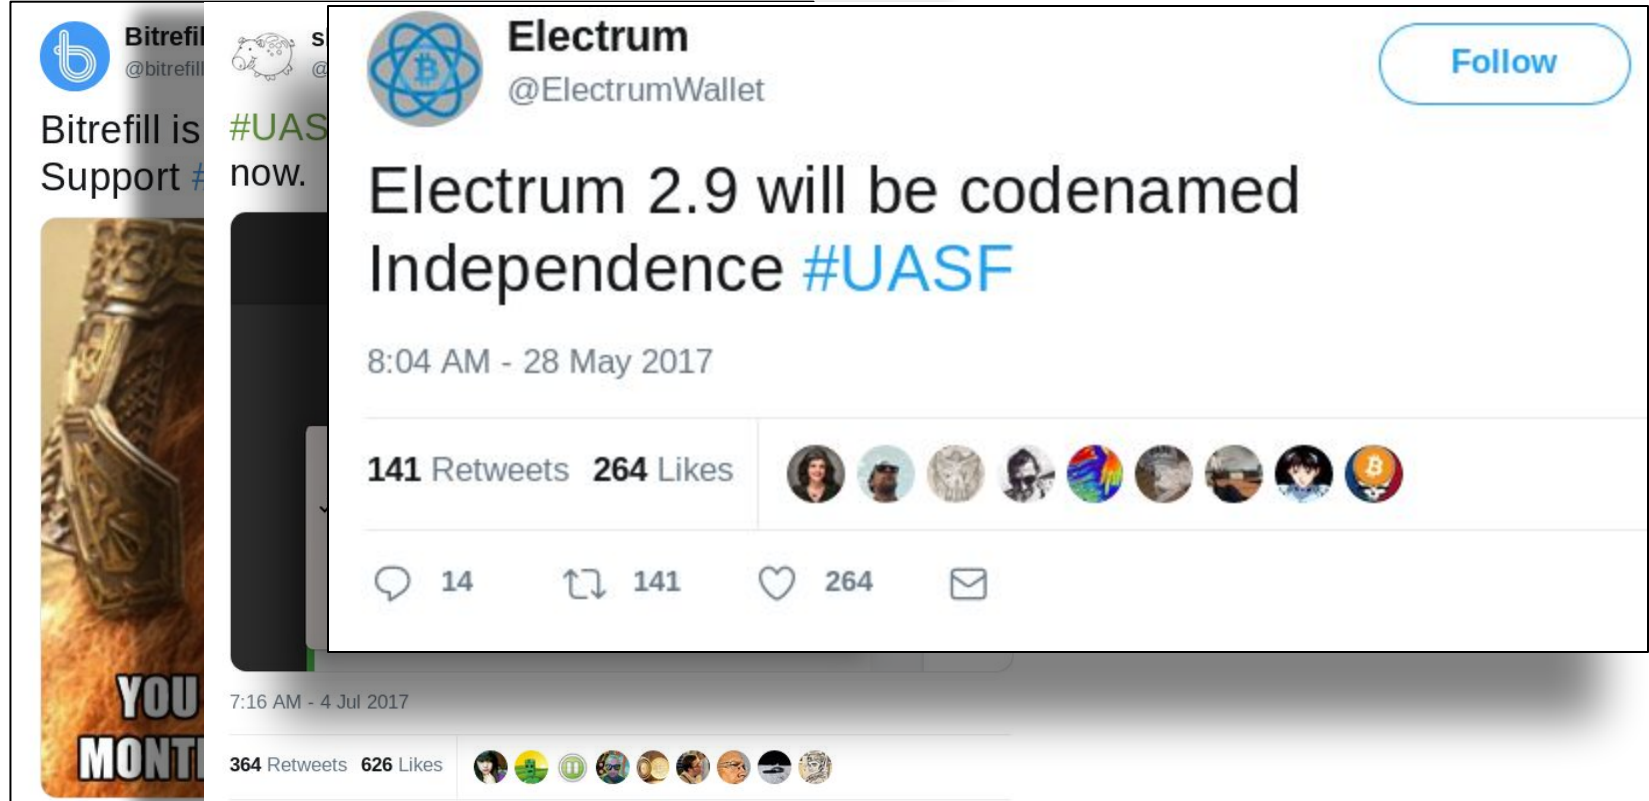 Bitrefil
@bitrefill
Bitrefill is
Support #
YOU
MONT
s
@
#UAS
now.
7:16 AM - 4 Jul 2017
364 Retweets 626 Likes
Electrum
@ElectrumWallet
Follow
Electrum 2.9 will be codenamed
Independence #UASF
8:04 AM - 28 May 2017
141 Retweets 264 Likes
14 141 264